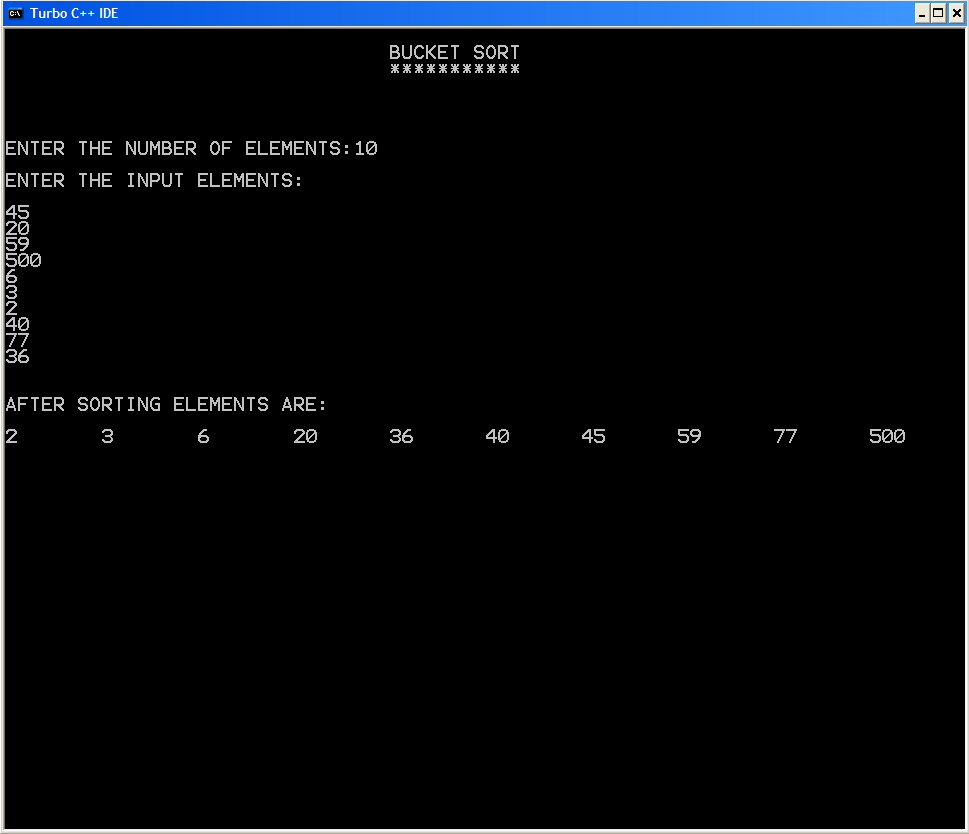 Turbo C++ IDE
BUCKET SORT
***********
ENTER THE NUMBER OF ELEMENTS:10
ENTER THE INPUT ELEMENTS:
45
20
59
500
6
3
2
40
77
36
AFTER SORTING ELEMENTS ARE:
2 3 6 20 36 40 45 59 77 500